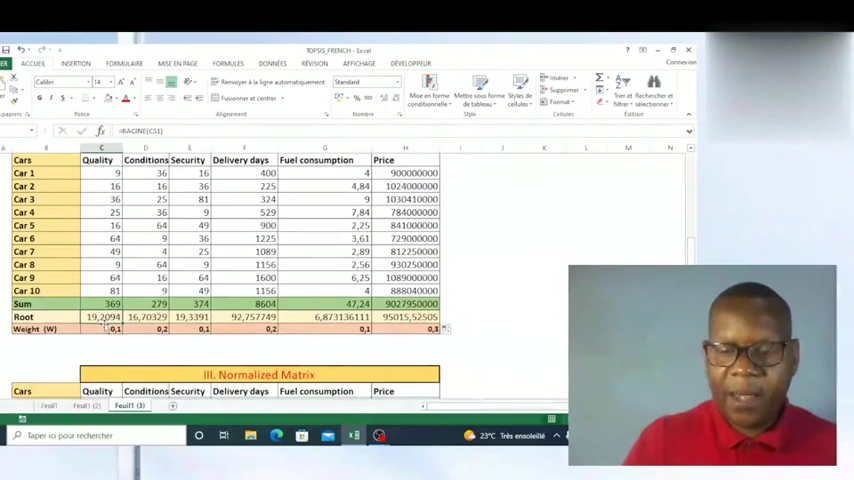 TOPSIS_FRENCH - Excel
ACCUEIL INSERTION FORMULAIRE MISE EN PAGE FORMULES DONNÉES RÉVISION AFFICHAGE DÉVELOPPEUR Connexion
Calibri 14 Renvoyer à la ligne automatiquement Standard Mise en forme conditionnelle Mettre sous forme de tableau Styles de cellules Insérer Supprimer Format Trier et filtrer Rechercher et sélectionner
G I S Fusionner et centrer
=RACINE(C51)
A B C D E F G H I J K L M N
Cars Quality Conditions Security Delivery days Fuel consumption Price
Car 1 9 36 16 400 4 900000000
Car 2 16 16 36 225 4,84 1024000000
Car 3 36 25 81 324 9 1030410000
Car 4 25 36 9 529 7,84 784000000
Car 5 16 64 49 900 2,25 841000000
Car 6 64 9 36 1225 3,61 729000000
Car 7 49 4 25 1089 2,89 812250000
Car 8 9 64 9 1156 2,56 930250000
Car 9 64 16 64 1600 6,25 1089000000
Car 10 81 9 49 1156 4 888040000
Sum 369 279 374 8604 47,24 9027950000
Root 19,2094 16,70329 19,3391 92,757749 6,873136111 95015,52505
Weight (W) 0,1 0,2 0,1 0,2 0,1 0,3
III. Normalized Matrix
Cars Quality Conditions Security Delivery days Fuel consumption Price
Feuil1 Feuil1 (2) Feuil1 (3)
Taper ici pour rechercher 23°C Très ensoleillé